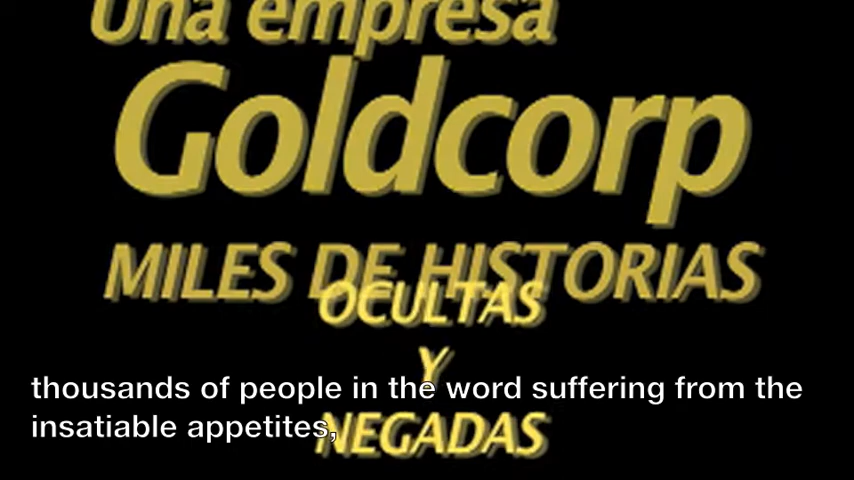 Una empresa
Goldcorp
MILES DE HISTORIAS
OCULTAS
Y
NEGADAS
thousands of people in the word suffering from the
insatiable appetites,